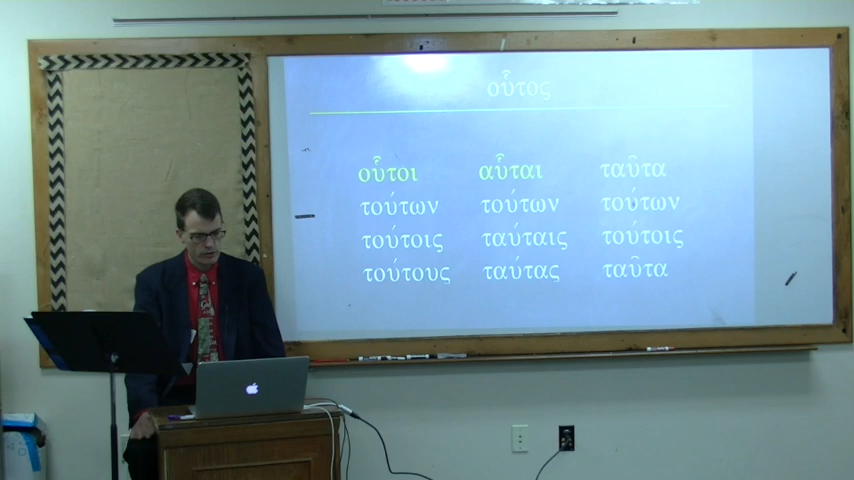 οὗτος
οὗτοι αὗται ταῦτα
τούτων τούτων τούτων
τούτοις ταύταις τούτοις
τούτους ταύτας ταῦτα